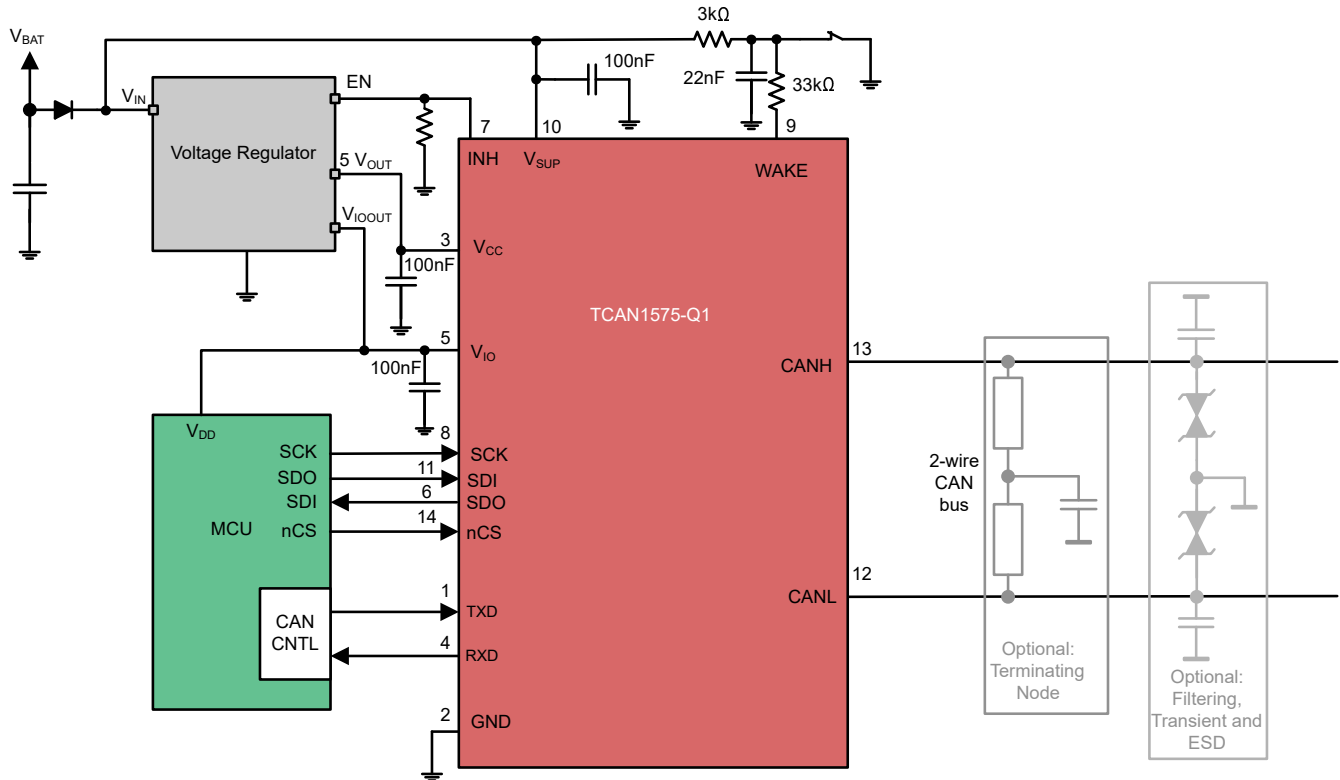 3kΩ
VBAT
100nF
22nF
33kΩ
VIN
EN
7
10
9
Voltage Regulator
INH
VSUP
WAKE
5 VOUT
VIOOUT
3
VCC
100nF
TCAN1575-Q1
5
VIO
100nF
13
CANH
VDD
8
SCK
SCK
11
SDO
SDI
6
SDI
SDO
14
MCU
nCS
nCS
2-wire
CAN
bus
12
CANL
1
TXD
CAN
CNTL
4
RXD
2
GND
Optional:
Terminating
Node
Optional:
Filtering,
Transient and
ESD